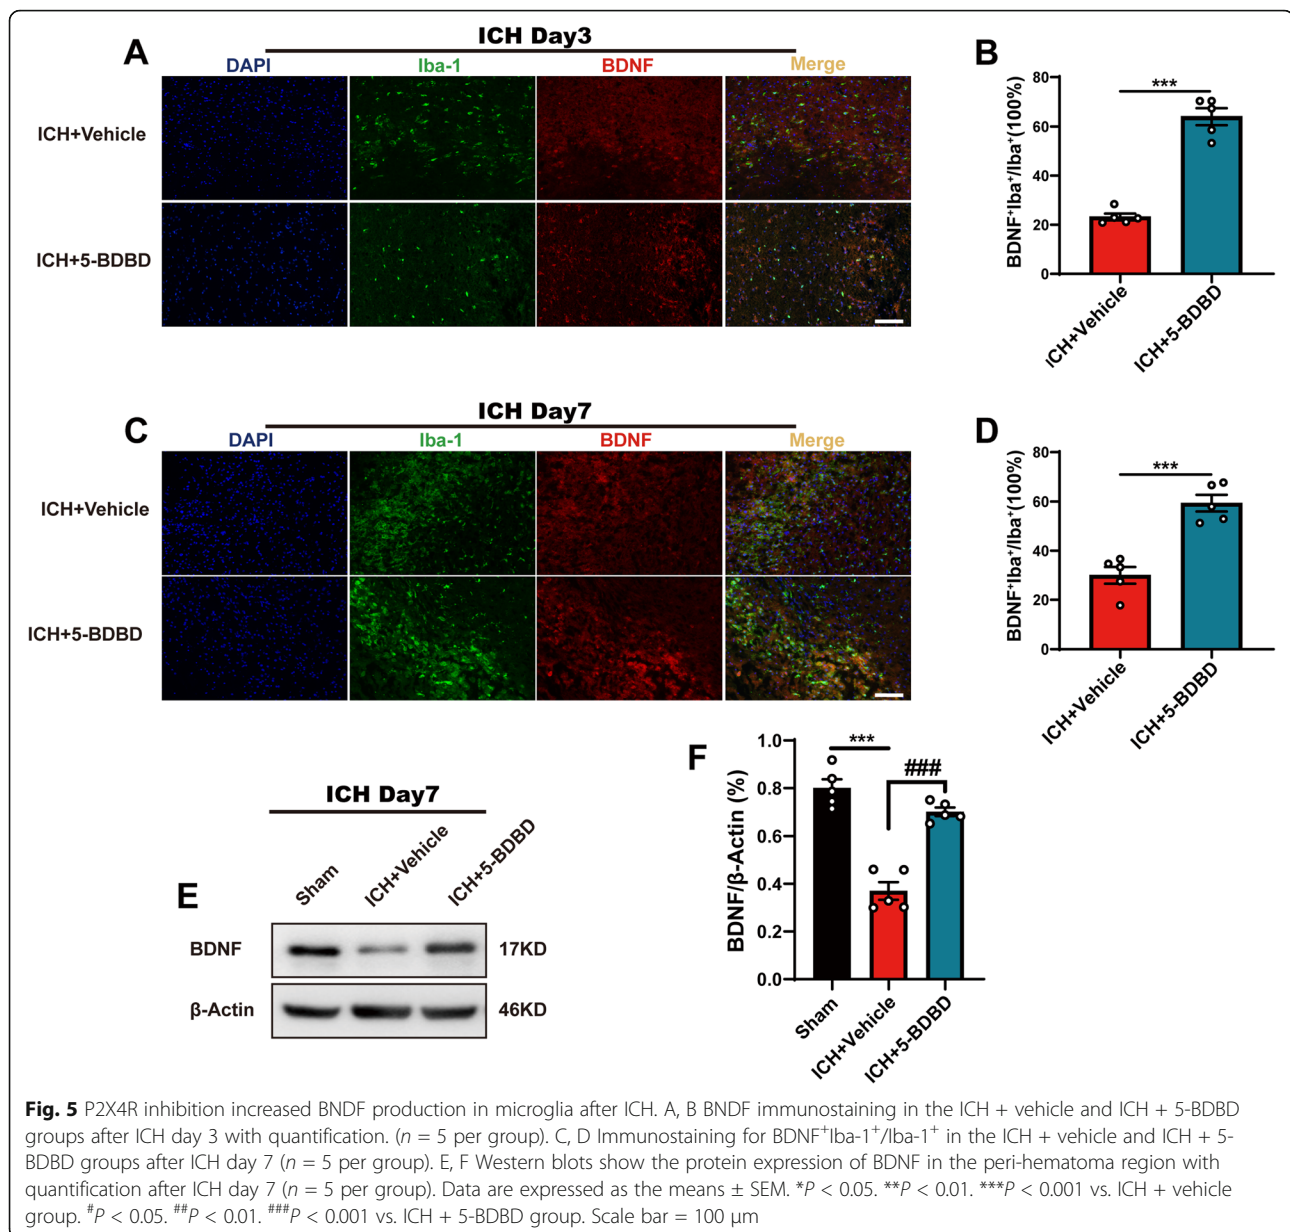 A
ICH Day3
DAPI Iba-1 BDNF Merge
ICH+Vehicle
ICH+5-BDBD
B
BDNF⁺Iba⁺/Iba⁺(100%)
80
60
40
20
0
***
ICH+Vehicle
ICH+5-BDBD
C
ICH Day7
DAPI Iba-1 BDNF Merge
ICH+Vehicle
ICH+5-BDBD
D
BDNF⁺Iba⁺/Iba⁺(100%)
80
60
40
20
0
***
ICH+Vehicle
ICH+5-BDBD
E
ICH Day7
Sham ICH+Vehicle ICH+5-BDBD
BDNF 17KD
β-Actin 46KD
F
BDNF/β-Actin (%)
1.0
0.8
0.6
0.4
0.2
0.0
***
###
Sham
ICH+Vehicle
ICH+5-BDBD
Fig. 5 P2X4R inhibition increased BNDF production in microglia after ICH. A, B BNDF immunostaining in the ICH + vehicle and ICH + 5-BDBD
groups after ICH day 3 with quantification. (n = 5 per group). C, D Immunostaining for BDNF⁺Iba-1⁺/Iba-1⁺ in the ICH + vehicle and ICH + 5-
BDBD groups after ICH day 7 (n = 5 per group). E, F Western blots show the protein expression of BDNF in the peri-hematoma region with
quantification after ICH day 7 (n = 5 per group). Data are expressed as the means ± SEM. *P < 0.05. **P < 0.01. ***P < 0.001 vs. ICH + vehicle
group. #P < 0.05. ##P < 0.01. ###P < 0.001 vs. ICH + 5-BDBD group. Scale bar = 100 μm